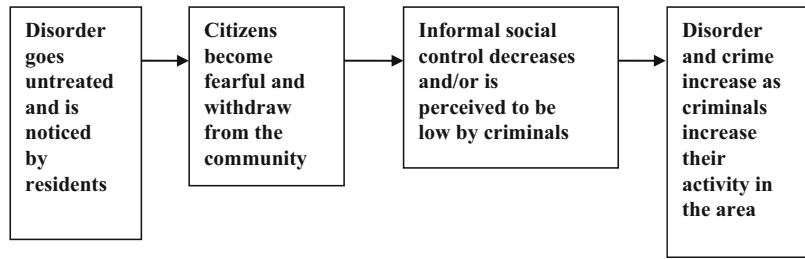 Disorder
goes
untreated
and is
noticed
by
residents
Citizens
become
fearful and
withdraw
from the
community
Informal social
control decreases
and/or is
perceived to be
low by criminals
Disorder
and crime
increase as
criminals
increase
their
activity in
the area